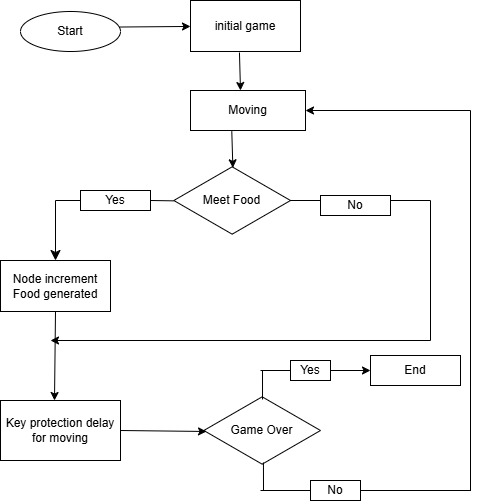 Start
initial game
Moving
Meet Food
Yes
No
Node increment
Food generated
Yes
End
Key protection delay
for moving
Game Over
No